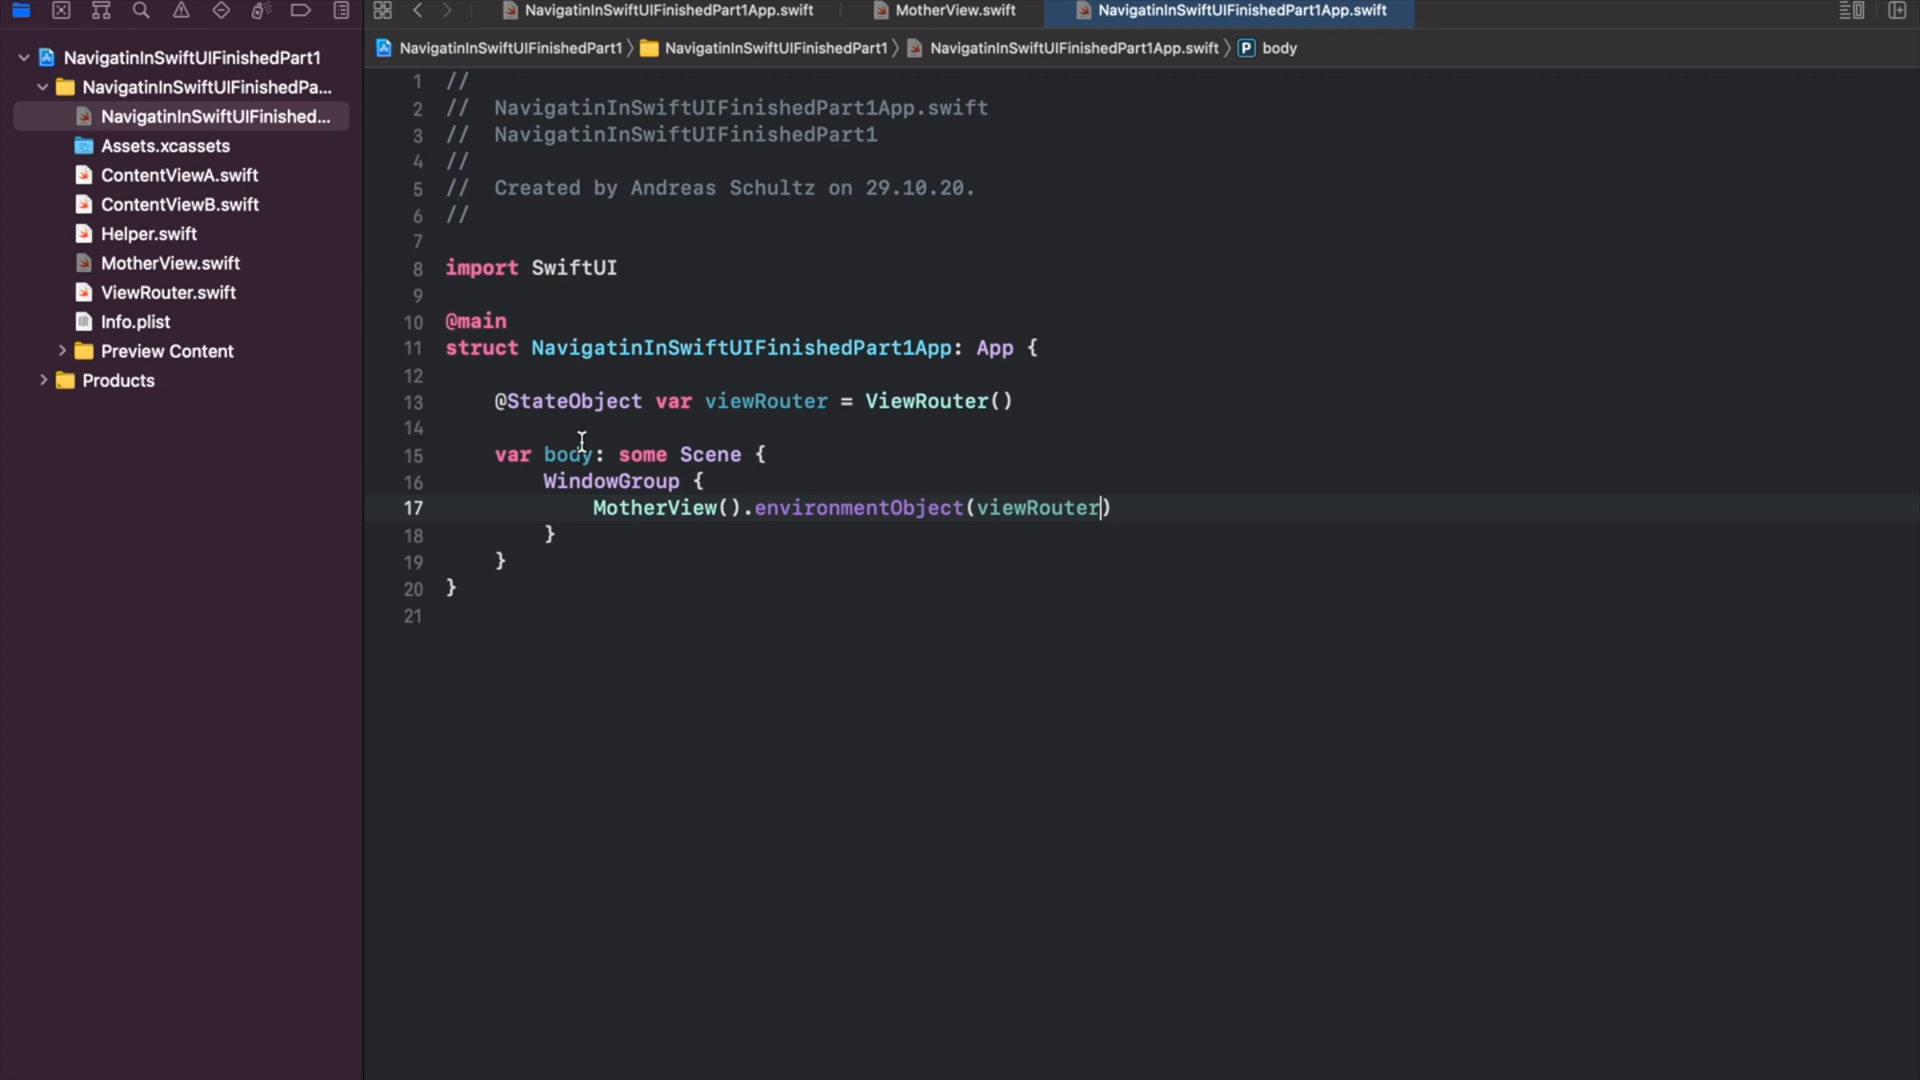 NavigatinInSwiftUIFinishedPart1App.swift
MotherView.swift
NavigatinInSwiftUIFinishedPart1App.swift
NavigatinInSwiftUIFinishedPart1
NavigatinInSwiftUIFinishedPart1
NavigatinInSwiftUIFinishedPart1App.swift
P body
NavigatinInSwiftUIFinishedPart1
NavigatinInSwiftUIFinishedPa...
NavigatinInSwiftUIFinished...
Assets.xcassets
ContentViewA.swift
ContentViewB.swift
Helper.swift
MotherView.swift
ViewRouter.swift
Info.plist
Preview Content
Products
1 //
2 // NavigatinInSwiftUIFinishedPart1App.swift
3 // NavigatinInSwiftUIFinishedPart1
4 //
5 // Created by Andreas Schultz on 29.10.20.
6 //
7
8 import SwiftUI
9
10 @main
11 struct NavigatinInSwiftUIFinishedPart1App: App {
12
13 @StateObject var viewRouter = ViewRouter()
14
15 var body: some Scene {
16 WindowGroup {
17 MotherView().environmentObject(viewRouter)
18 }
19 }
20 }
21